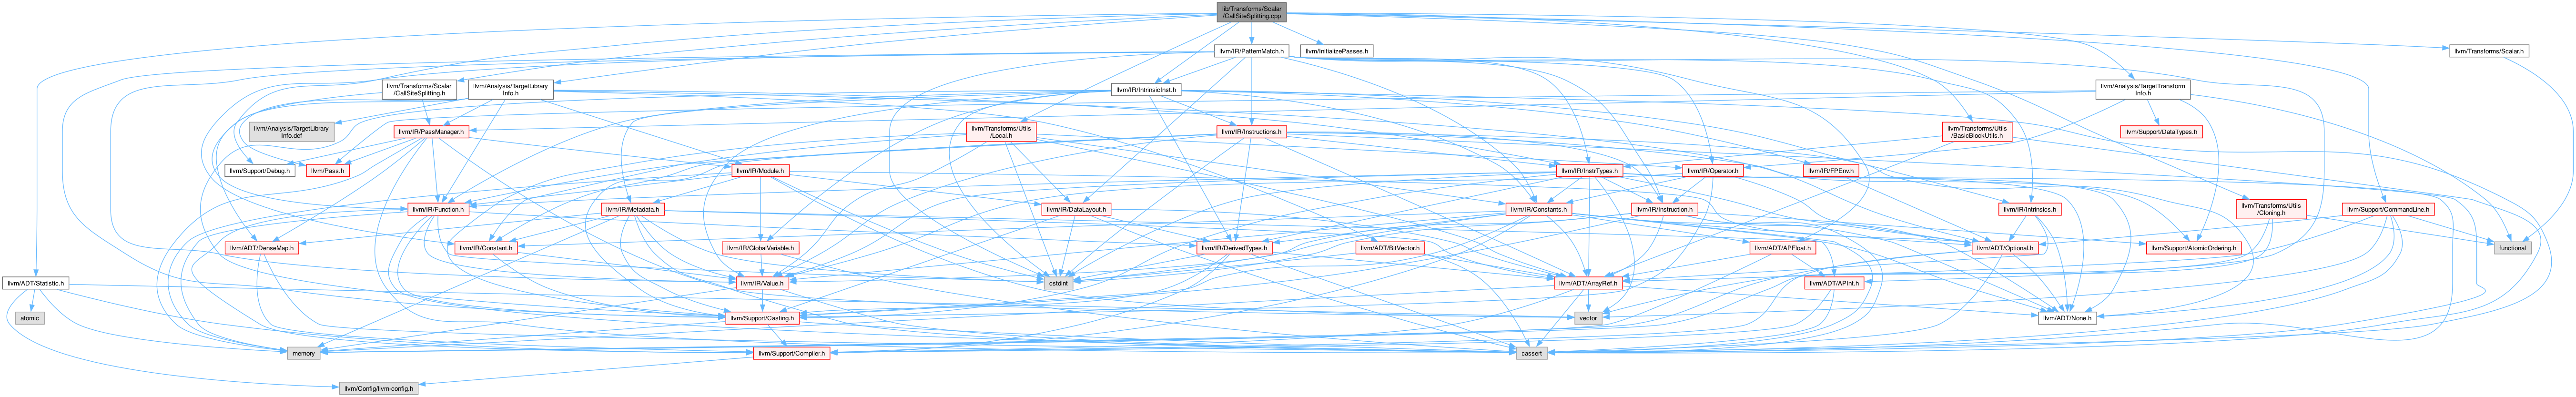 lib/Transforms/Scalar
/CallSiteSplitting.cpp
llvm/IR/PatternMatch.h
llvm/InitializePasses.h
llvm/Transforms/Scalar.h
llvm/Transforms/Scalar
/CallSiteSplitting.h
llvm/Analysis/TargetLibrary
Info.h
llvm/IR/IntrinsicInst.h
llvm/Analysis/TargetTransform
Info.h
llvm/Analysis/TargetLibrary
Info.def
llvm/IR/PassManager.h
llvm/Transforms/Utils
/Local.h
llvm/IR/Instructions.h
llvm/Transforms/Utils
/BasicBlockUtils.h
llvm/Support/DataTypes.h
llvm/Support/Debug.h
llvm/Pass.h
llvm/IR/Module.h
llvm/IR/InstrTypes.h
llvm/IR/Operator.h
llvm/IR/FPEnv.h
llvm/IR/Function.h
llvm/IR/Metadata.h
llvm/IR/DataLayout.h
llvm/IR/Constants.h
llvm/IR/Instruction.h
llvm/IR/Intrinsics.h
llvm/Transforms/Utils
/Cloning.h
llvm/Support/CommandLine.h
llvm/ADT/DenseMap.h
llvm/IR/Constant.h
llvm/IR/GlobalVariable.h
llvm/IR/DerivedTypes.h
llvm/ADT/BitVector.h
llvm/ADT/APFloat.h
llvm/ADT/Optional.h
llvm/Support/AtomicOrdering.h
functional
llvm/ADT/Statistic.h
llvm/IR/Value.h
cstdint
llvm/ADT/ArrayRef.h
llvm/ADT/APInt.h
atomic
llvm/Support/Casting.h
vector
llvm/ADT/None.h
memory
llvm/Support/Compiler.h
cassert
llvm/Config/llvm-config.h